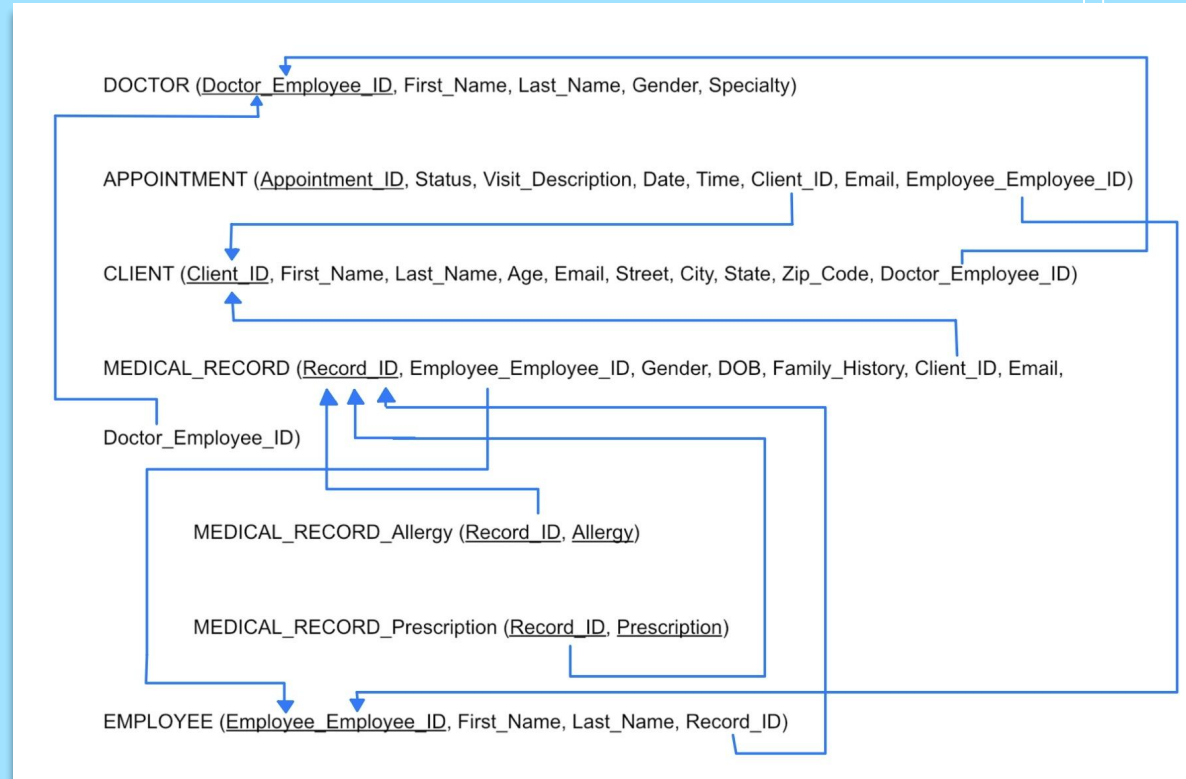 DOCTOR (Doctor_Employee_ID, First_Name, Last_Name, Gender, Specialty)
APPOINTMENT (Appointment_ID, Status, Visit_Description, Date, Time, Client_ID, Email, Employee_Employee_ID)
CLIENT (Client_ID, First_Name, Last_Name, Age, Email, Street, City, State, Zip_Code, Doctor_Employee_ID)
MEDICAL_RECORD (Record_ID, Employee_Employee_ID, Gender, DOB, Family_History, Client_ID, Email,
Doctor_Employee_ID)
MEDICAL_RECORD_Allergy (Record_ID, Allergy)
MEDICAL_RECORD_Prescription (Record_ID, Prescription)
EMPLOYEE (Employee_Employee_ID, First_Name, Last_Name, Record_ID)